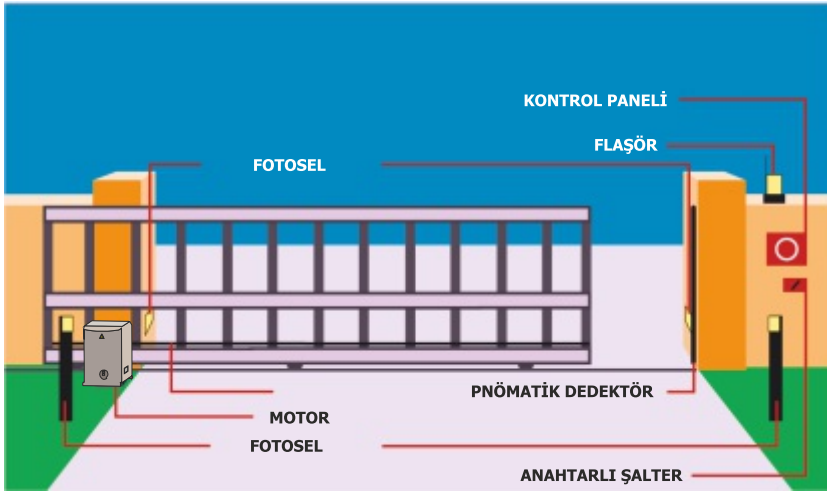 KONTROL PANELİ
FLAŞÖR
FOTOSEL
PNÖMATİK DEDEKTÖR
MOTOR
FOTOSEL
ANAHTARLI ŞALTER